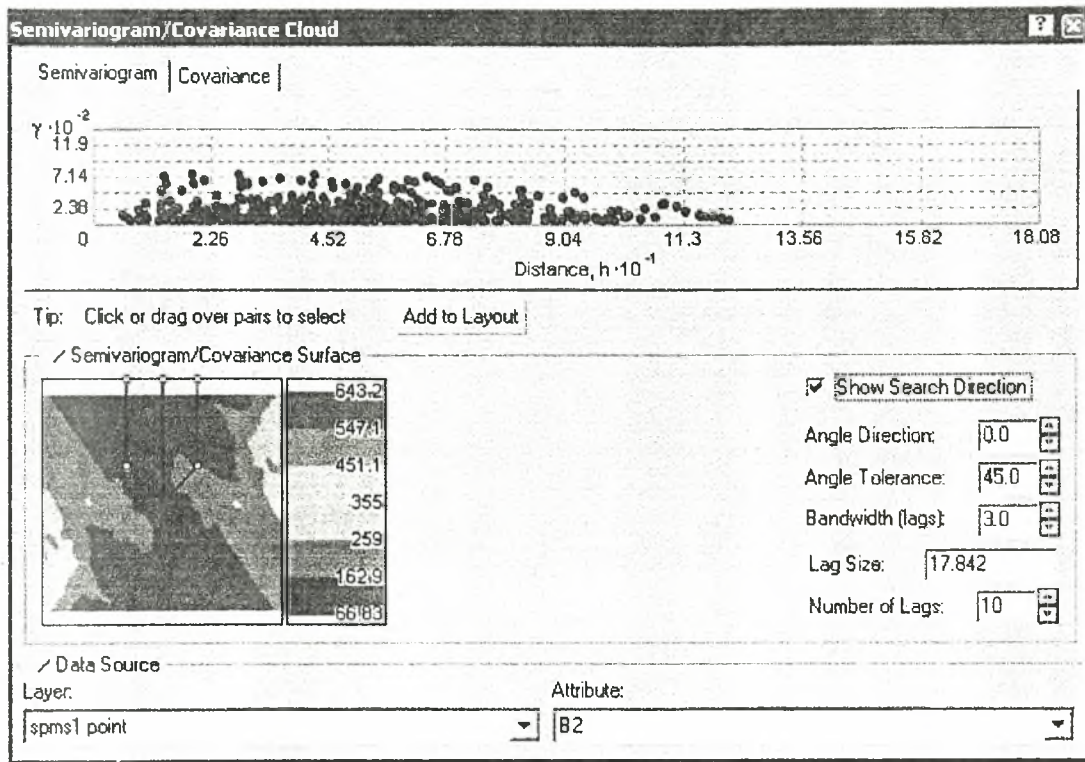 Semivariogram/Covariance Cloud
Semivariogram | Covariance
γ·10⁻²
11.9
7.14
2.38
0 2.26 4.52 6.78 9.04 11.3 13.56 15.82 18.08
Distance, h·10⁻¹
Tip: Click or drag over pairs to select Add to Layout
Semivariogram/Covariance Surface
643.2
547.1
451.1
355
259
162.9
66.83
Show Search Direction
Angle Direction: 0.0
Angle Tolerance: 45.0
Bandwidth (lags): 3.0
Lag Size: 17.842
Number of Lags: 10
Data Source
Layer: Attribute:
spms1 point B2